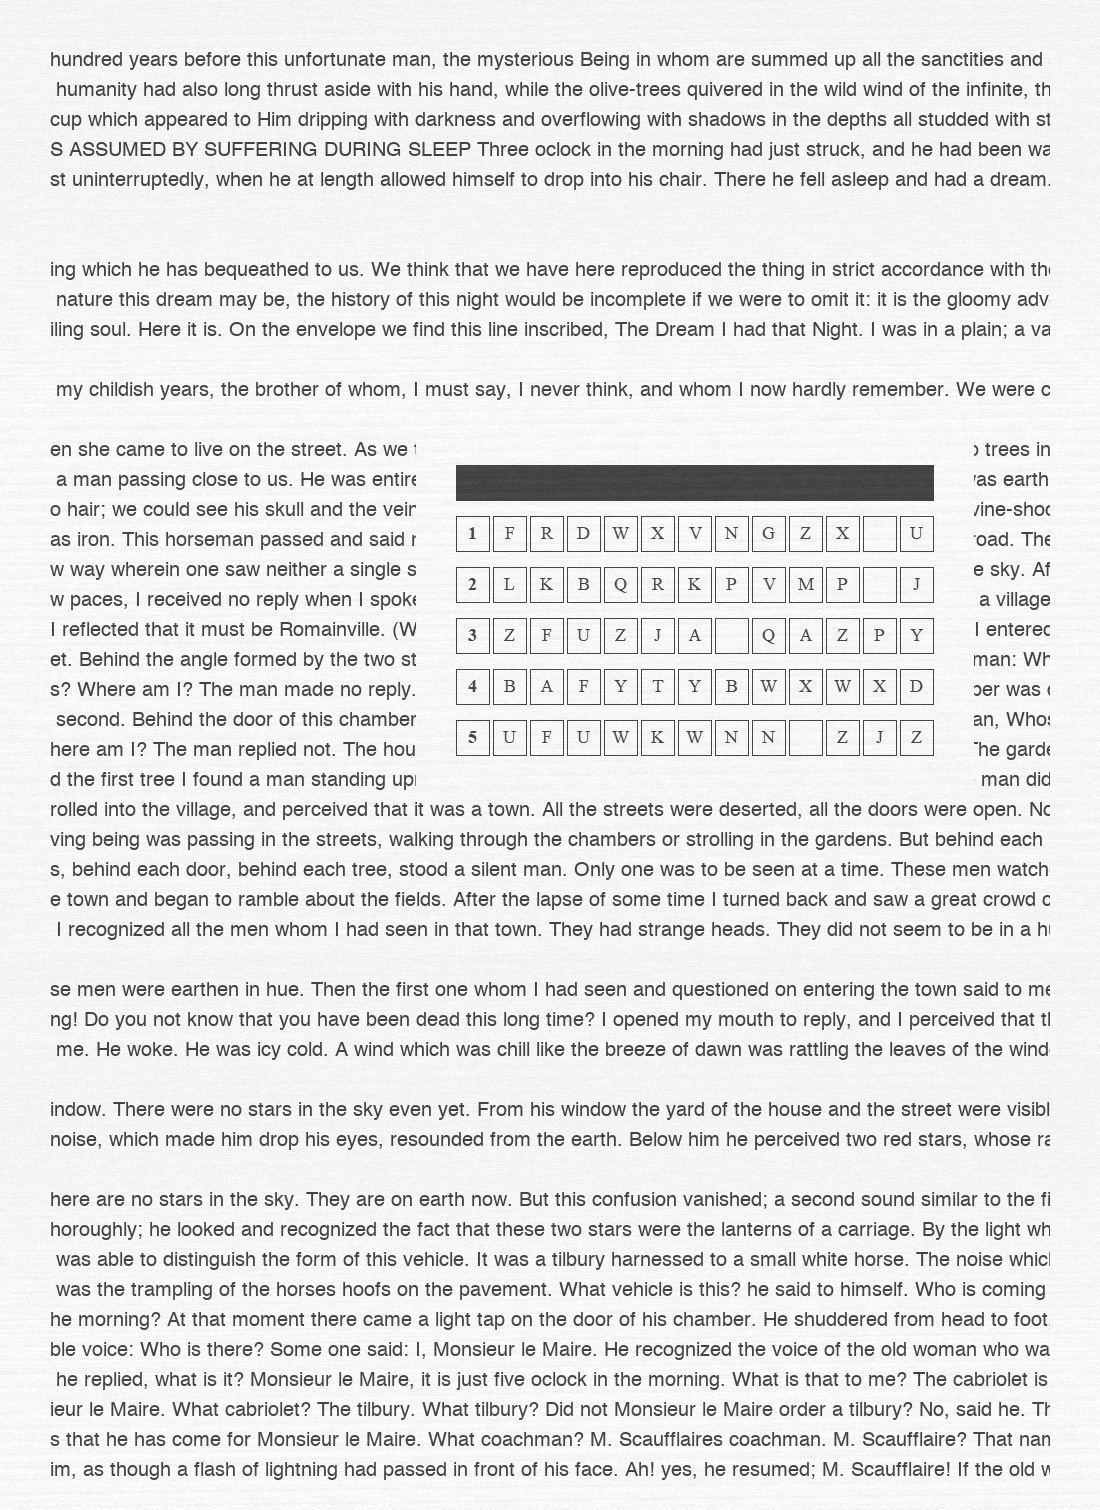 hundred years before this unfortunate man, the mysterious Being in whom are summed up all the sanctities and
humanity had also long thrust aside with his hand, while the olive-trees quivered in the wild wind of the infinite, th
cup which appeared to Him dripping with darkness and overflowing with shadows in the depths all studded with st
S ASSUMED BY SUFFERING DURING SLEEP Three oclock in the morning had just struck, and he had been wa
st uninterruptedly, when he at length allowed himself to drop into his chair. There he fell asleep and had a dream.
ing which he has bequeathed to us. We think that we have here reproduced the thing in strict accordance with the
nature this dream may be, the history of this night would be incomplete if we were to omit it: it is the gloomy adv
iling soul. Here it is. On the envelope we find this line inscribed, The Dream I had that Night. I was in a plain; a va
my childish years, the brother of whom, I must say, I never think, and whom I now hardly remember. We were c
en she came to live on the street. As we
a man passing close to us. He was entire
o hair; we could see his skull and the vein
as iron. This horseman passed and said
w way wherein one saw neither a single s
w paces, I received no reply when I spoke
I reflected that it must be Romainville. (W
et. Behind the angle formed by the two st
s? Where am I? The man made no reply.
second. Behind the door of this chamber
here am I? The man replied not. The hou
d the first tree I found a man standing up
1 F R D W X V N G Z X U
2 L K B Q R K P V M P J
3 Z F U Z J A Q A Z P Y
4 B A F Y T Y B W X W X D
5 U F U W K W N N Z J Z
trees in
as earth
vine-shoo
road. The
e sky. Af
a village
I entered
man: Wh
ber was
an, Whos
The garde
man did
rolled into the village, and perceived that it was a town. All the streets were deserted, all the doors were open. No
ving being was passing in the streets, walking through the chambers or strolling in the gardens. But behind each
s, behind each door, behind each tree, stood a silent man. Only one was to be seen at a time. These men watch
e town and began to ramble about the fields. After the lapse of some time I turned back and saw a great crowd c
I recognized all the men whom I had seen in that town. They had strange heads. They did not seem to be in a hu
se men were earthen in hue. Then the first one whom I had seen and questioned on entering the town said to me
ng! Do you not know that you have been dead this long time? I opened my mouth to reply, and I perceived that th
me. He woke. He was icy cold. A wind which was chill like the breeze of dawn was rattling the leaves of the wind
indow. There were no stars in the sky even yet. From his window the yard of the house and the street were visibl
noise, which made him drop his eyes, resounded from the earth. Below him he perceived two red stars, whose ra
here are no stars in the sky. They are on earth now. But this confusion vanished; a second sound similar to the fi
horoughly; he looked and recognized the fact that these two stars were the lanterns of a carriage. By the light wh
was able to distinguish the form of this vehicle. It was a tilbury harnessed to a small white horse. The noise which
was the trampling of the horses hoofs on the pavement. What vehicle is this? he said to himself. Who is coming
he morning? At that moment there came a light tap on the door of his chamber. He shuddered from head to foot,
ble voice: Who is there? Some one said: I, Monsieur le Maire. He recognized the voice of the old woman who wa
he replied, what is it? Monsieur le Maire, it is just five oclock in the morning. What is that to me? The cabriolet is
ieur le Maire. What cabriolet? The tilbury. What tilbury? Did not Monsieur le Maire order a tilbury? No, said he. Th
s that he has come for Monsieur le Maire. What coachman? M. Scaufflaires coachman. M. Scaufflaire? That nam
im, as though a flash of lightning had passed in front of his face. Ah! yes, he resumed; M. Scaufflaire! If the old w